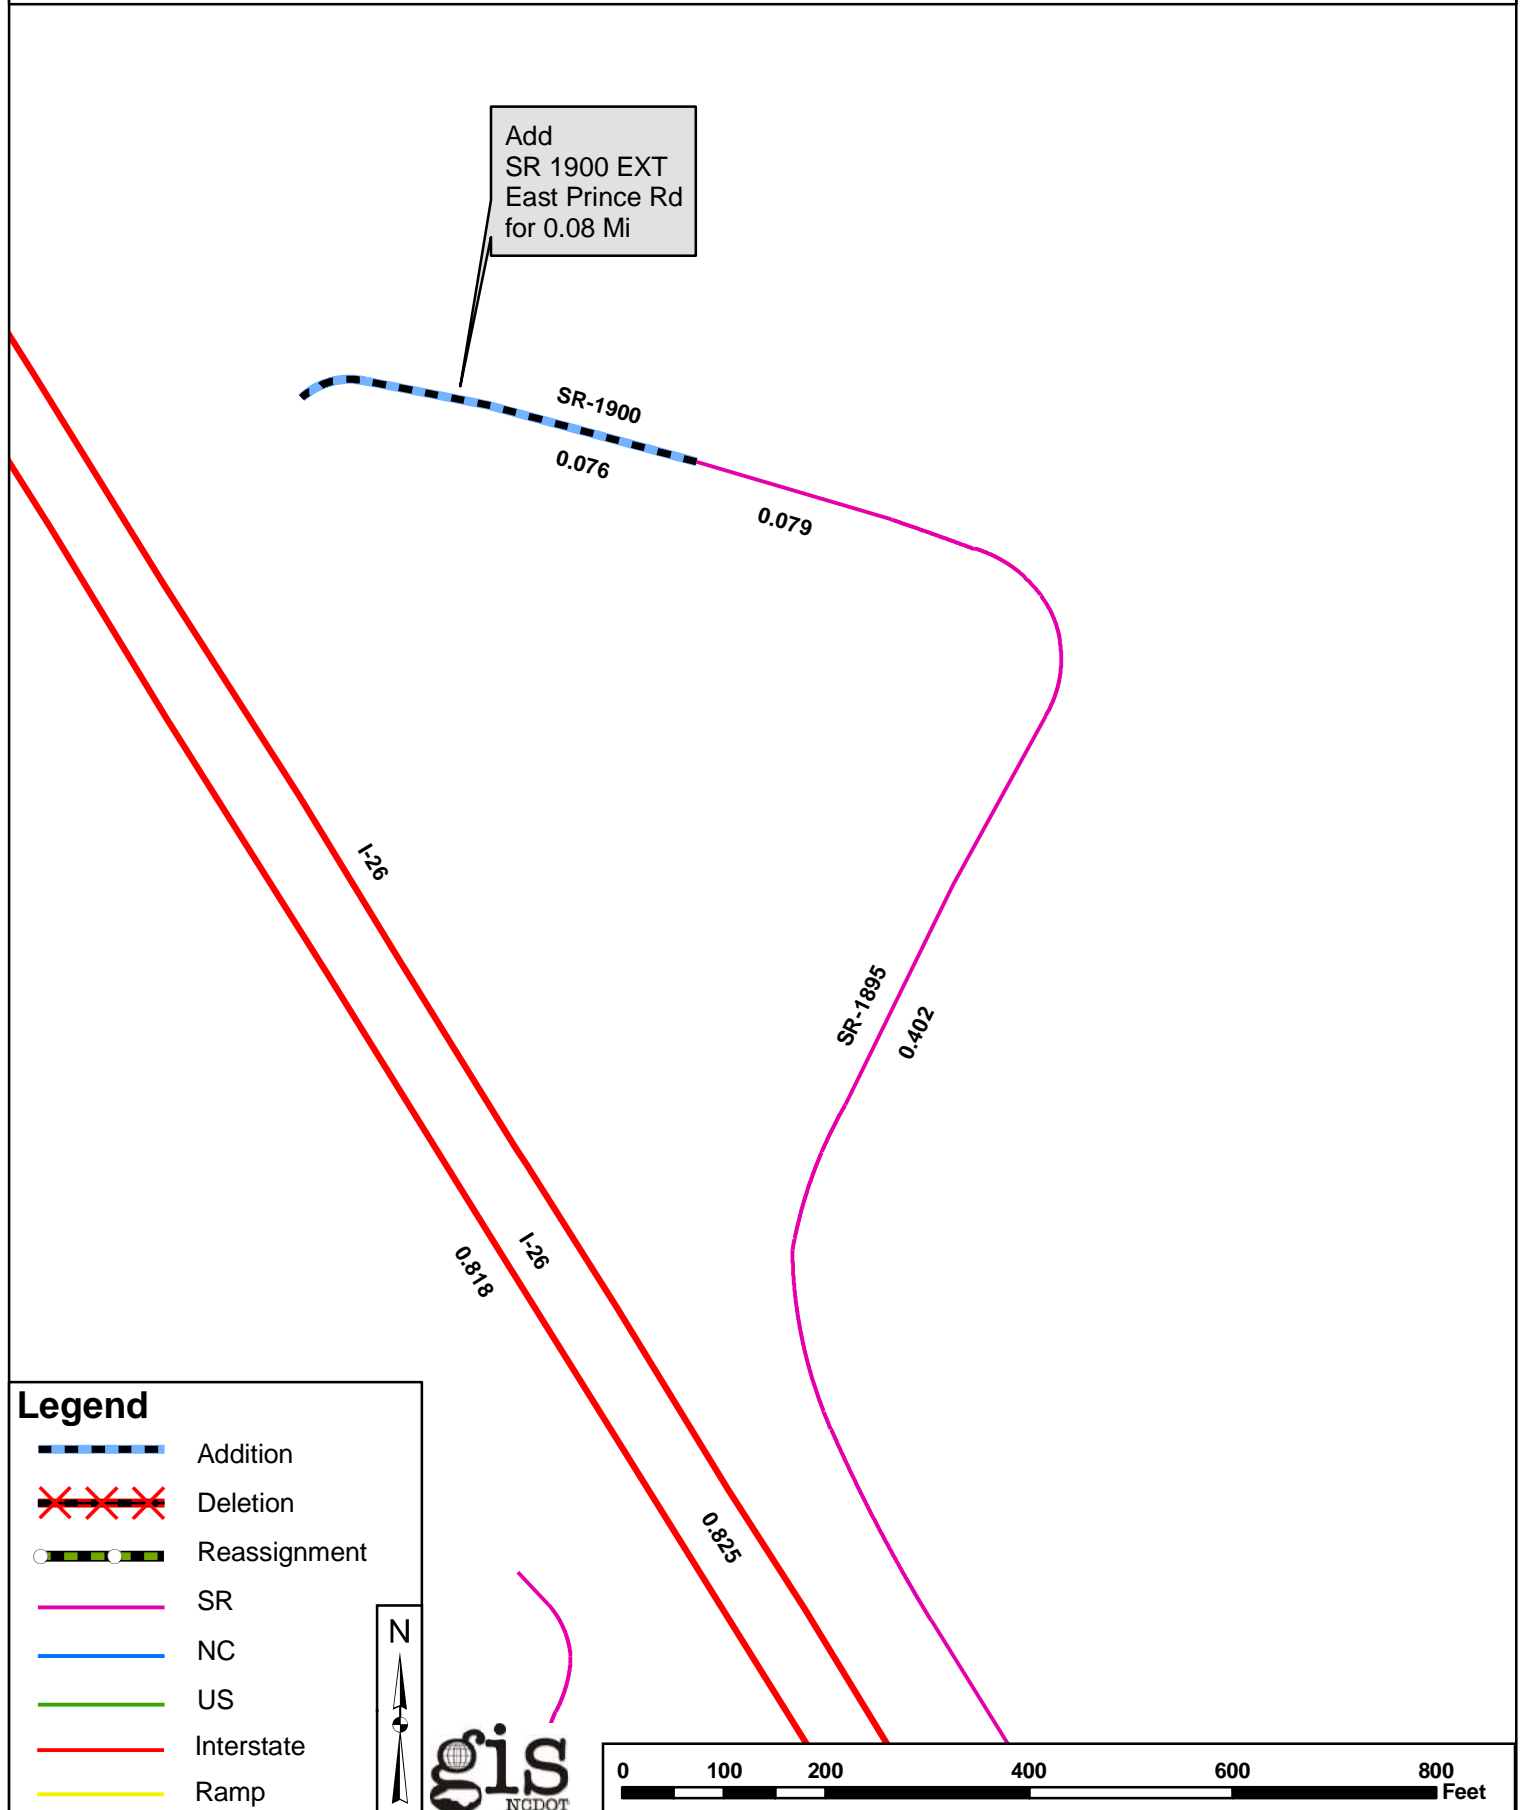 Add
SR 1900 EXT
East Prince Rd
for 0.08 Mi
SR-1900
0.076
0.079
I-26
SR-1895
0.402
I-26
0.818
0.825
Legend
Addition
Deletion
Reassignment
SR
NC
US
Interstate
Ramp
N
gis
NCDOT
0 100 200 400 600 800
Feet